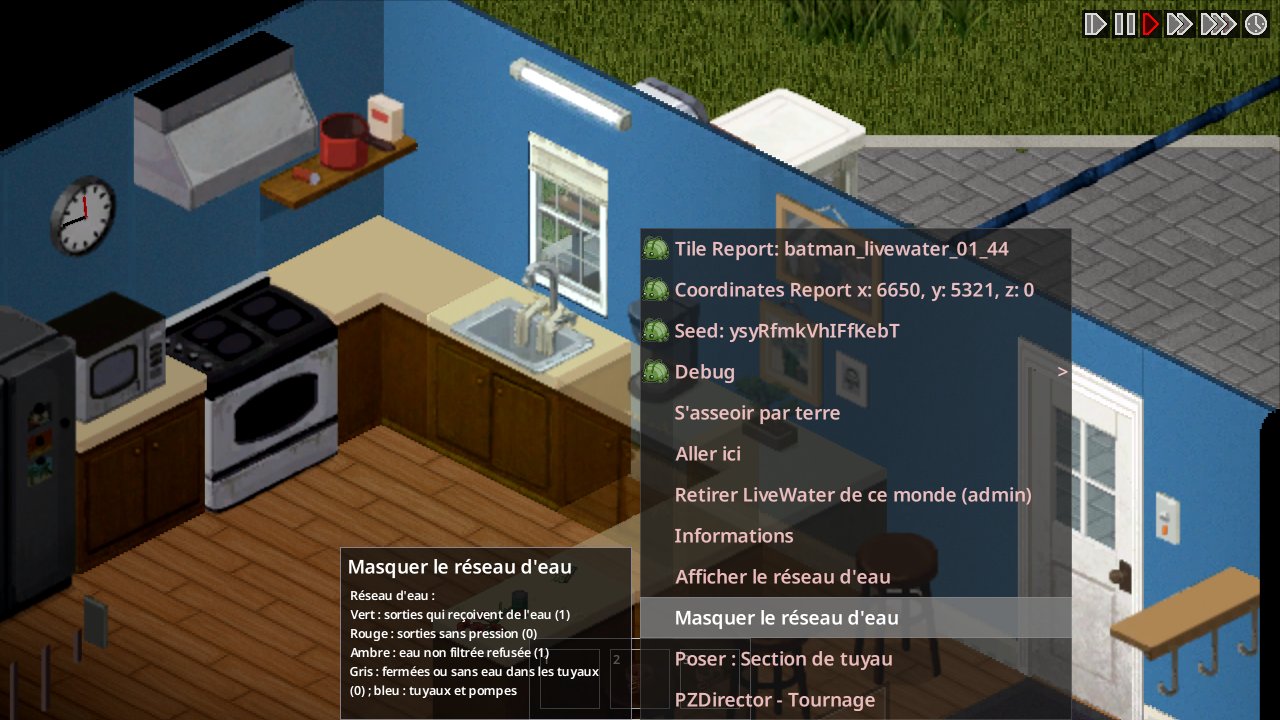 Tile Report: batman_livewater_01_44
Coordinates Report x: 6650, y: 5321, z: 0
Seed: ysyRfmkVhIFfKebT
Debug >
S'asseoir par terre
Aller ici
Retirer LiveWater de ce monde (admin)
Informations
Afficher le réseau d'eau
Masquer le réseau d'eau
Poser : Section de tuyau
PZDirector - Tournage
Masquer le réseau d'eau
Réseau d'eau :
Vert : sorties qui reçoivent de l'eau (1)
Rouge : sorties sans pression (0)
Ambre : eau non filtrée refusée (1)
Gris : fermées ou sans eau dans les tuyaux
(0) ; bleu : tuyaux et pompes
2